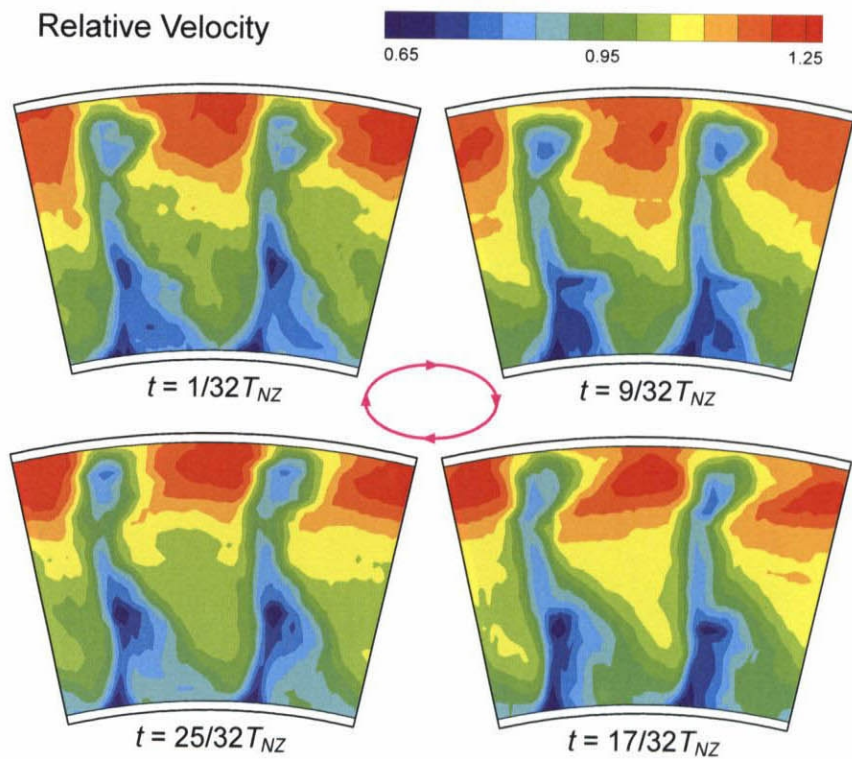 Relative Velocity
0.65 0.95 1.25
t = 1/32T_NZ
t = 9/32T_NZ
t = 25/32T_NZ
t = 17/32T_NZ